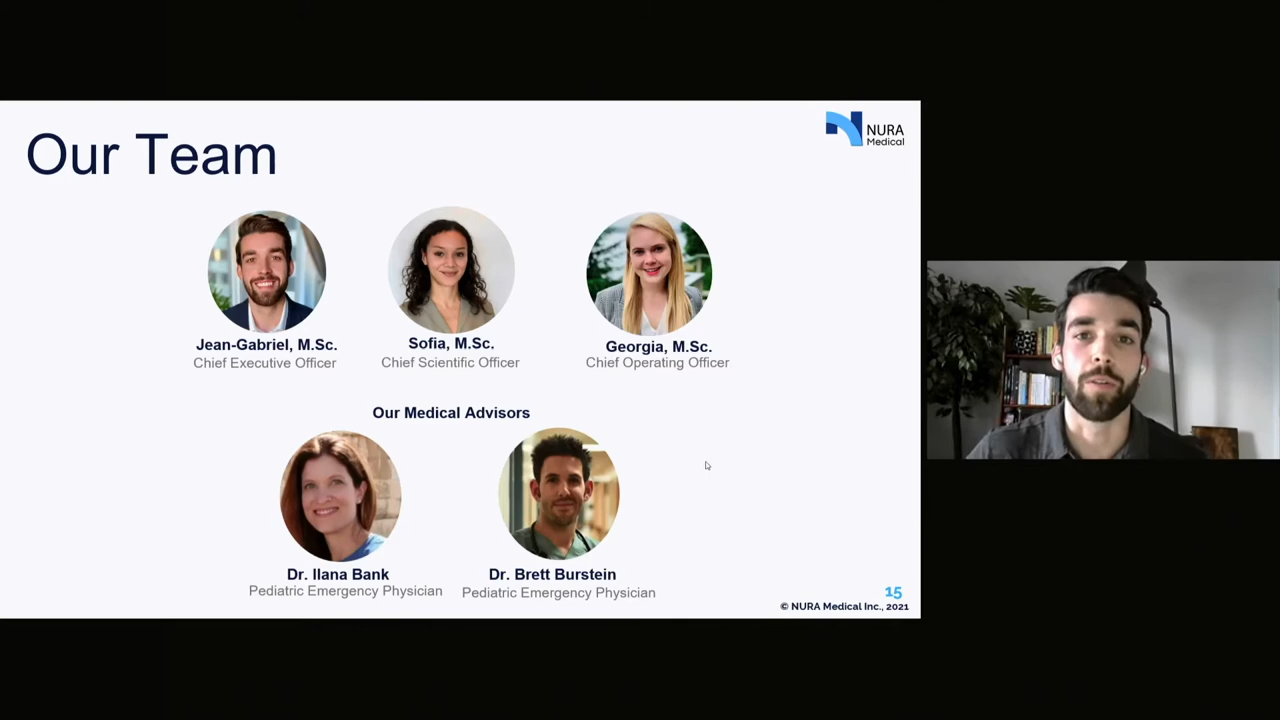 Our Team
NURA
Medical
Jean-Gabriel, M.Sc.
Chief Executive Officer
Sofia, M.Sc.
Chief Scientific Officer
Georgia, M.Sc.
Chief Operating Officer
Our Medical Advisors
Dr. Ilana Bank
Pediatric Emergency Physician
Dr. Brett Burstein
Pediatric Emergency Physician
15
© NURA Medical Inc., 2021